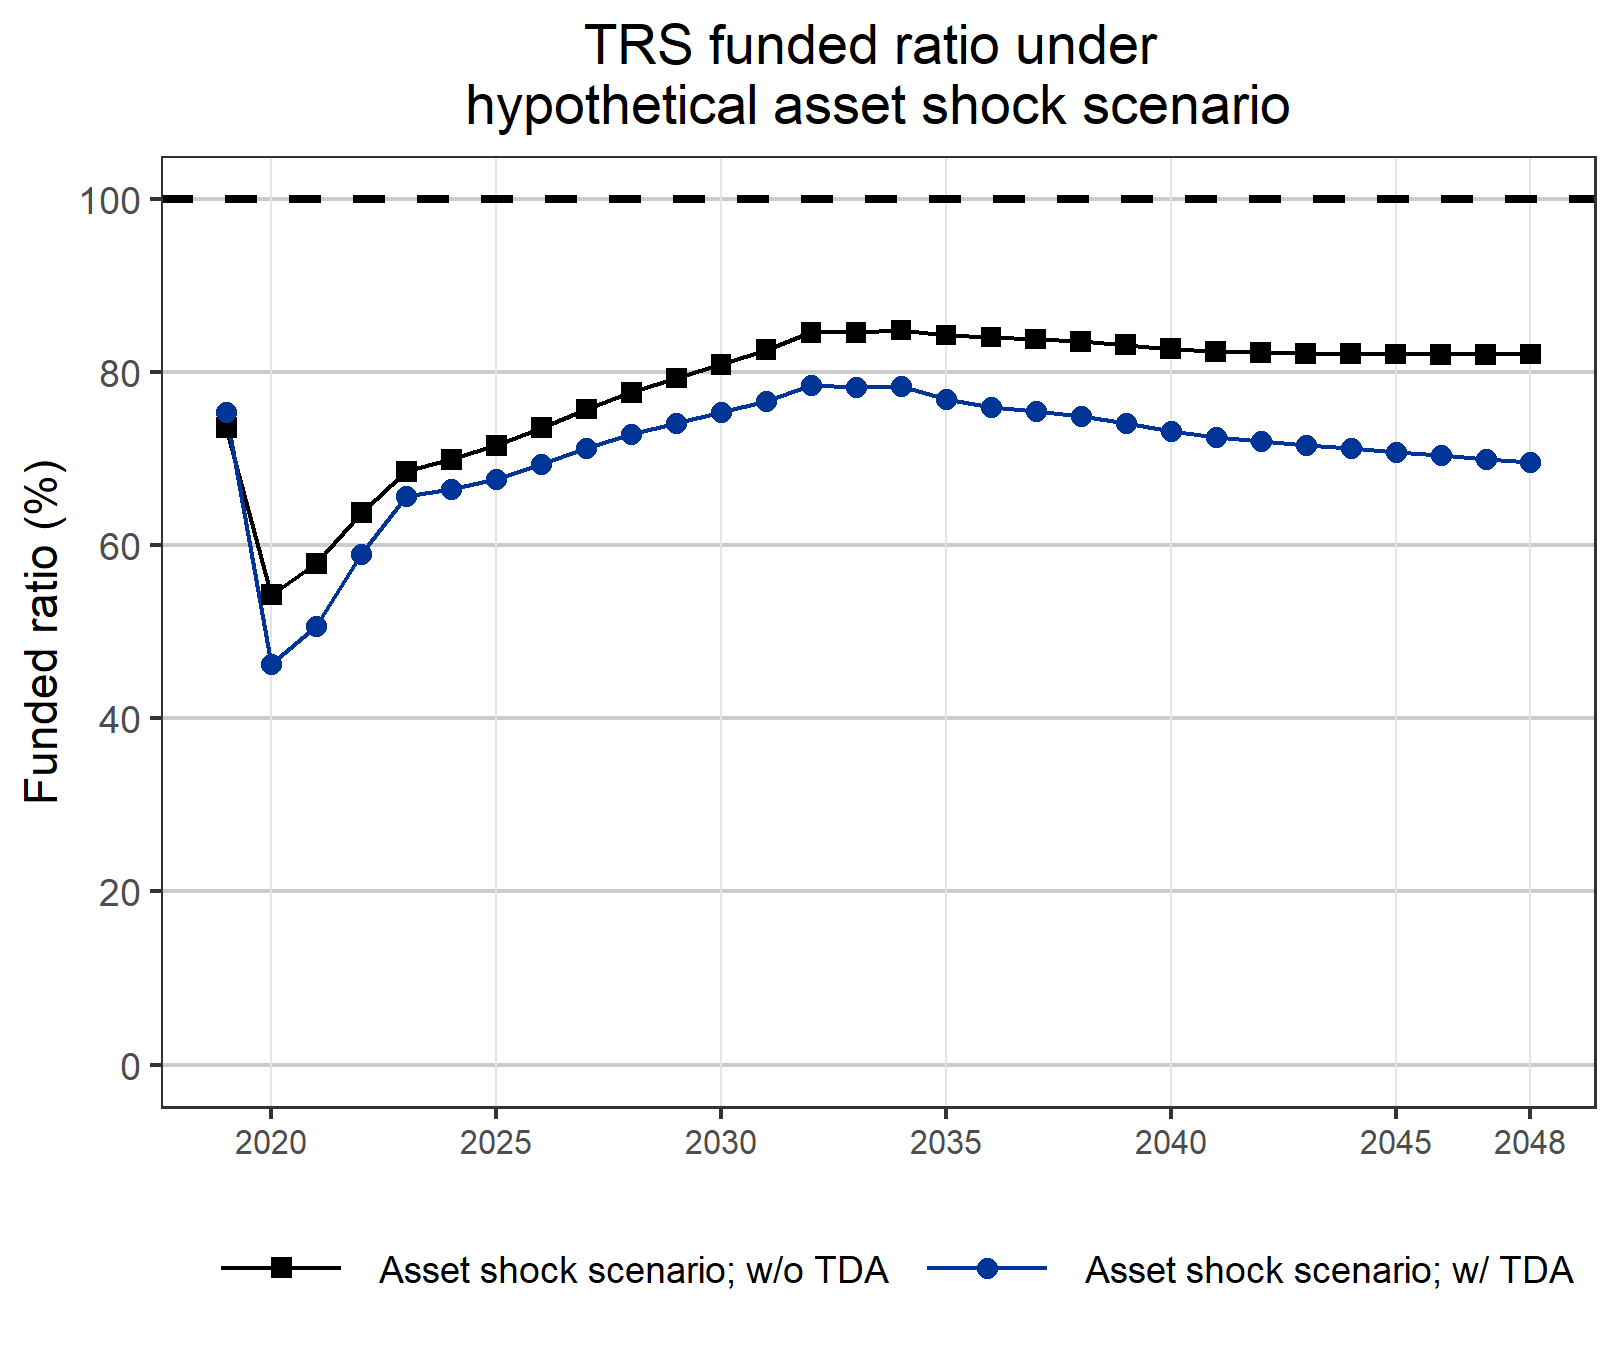 TRS funded ratio under
hypothetical asset shock scenario
Funded ratio (%)
100
80
60
40
20
0
2020 2025 2030 2035 2040 2045 2048
Asset shock scenario; w/o TDA Asset shock scenario; w/ TDA